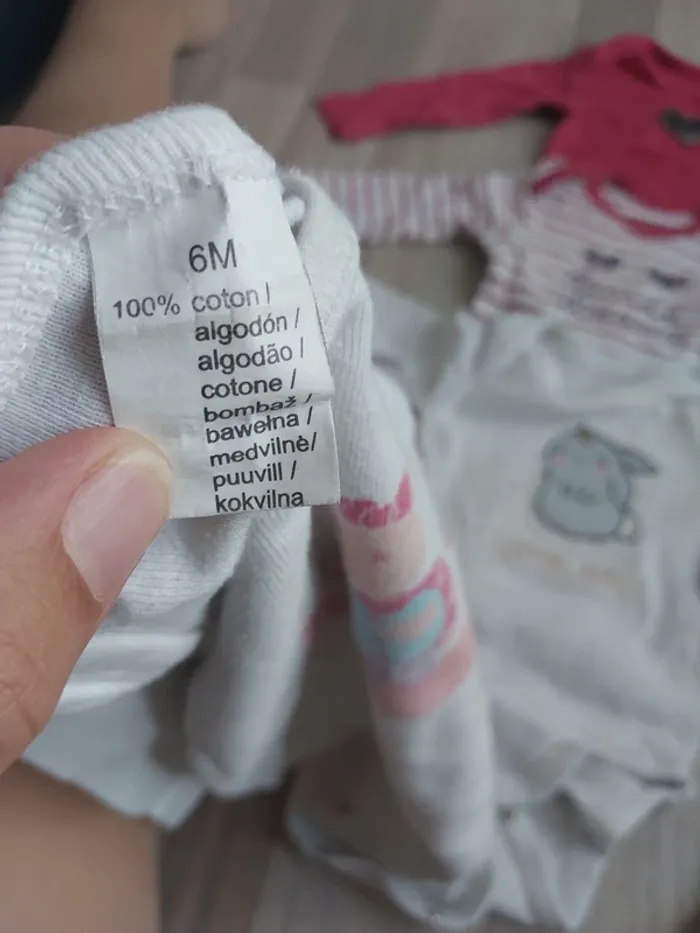 6M
100% coton /
algodón /
algodão /
cotone /
bombaž /
bawełna /
medvilnė/
puuvill /
kokvilna